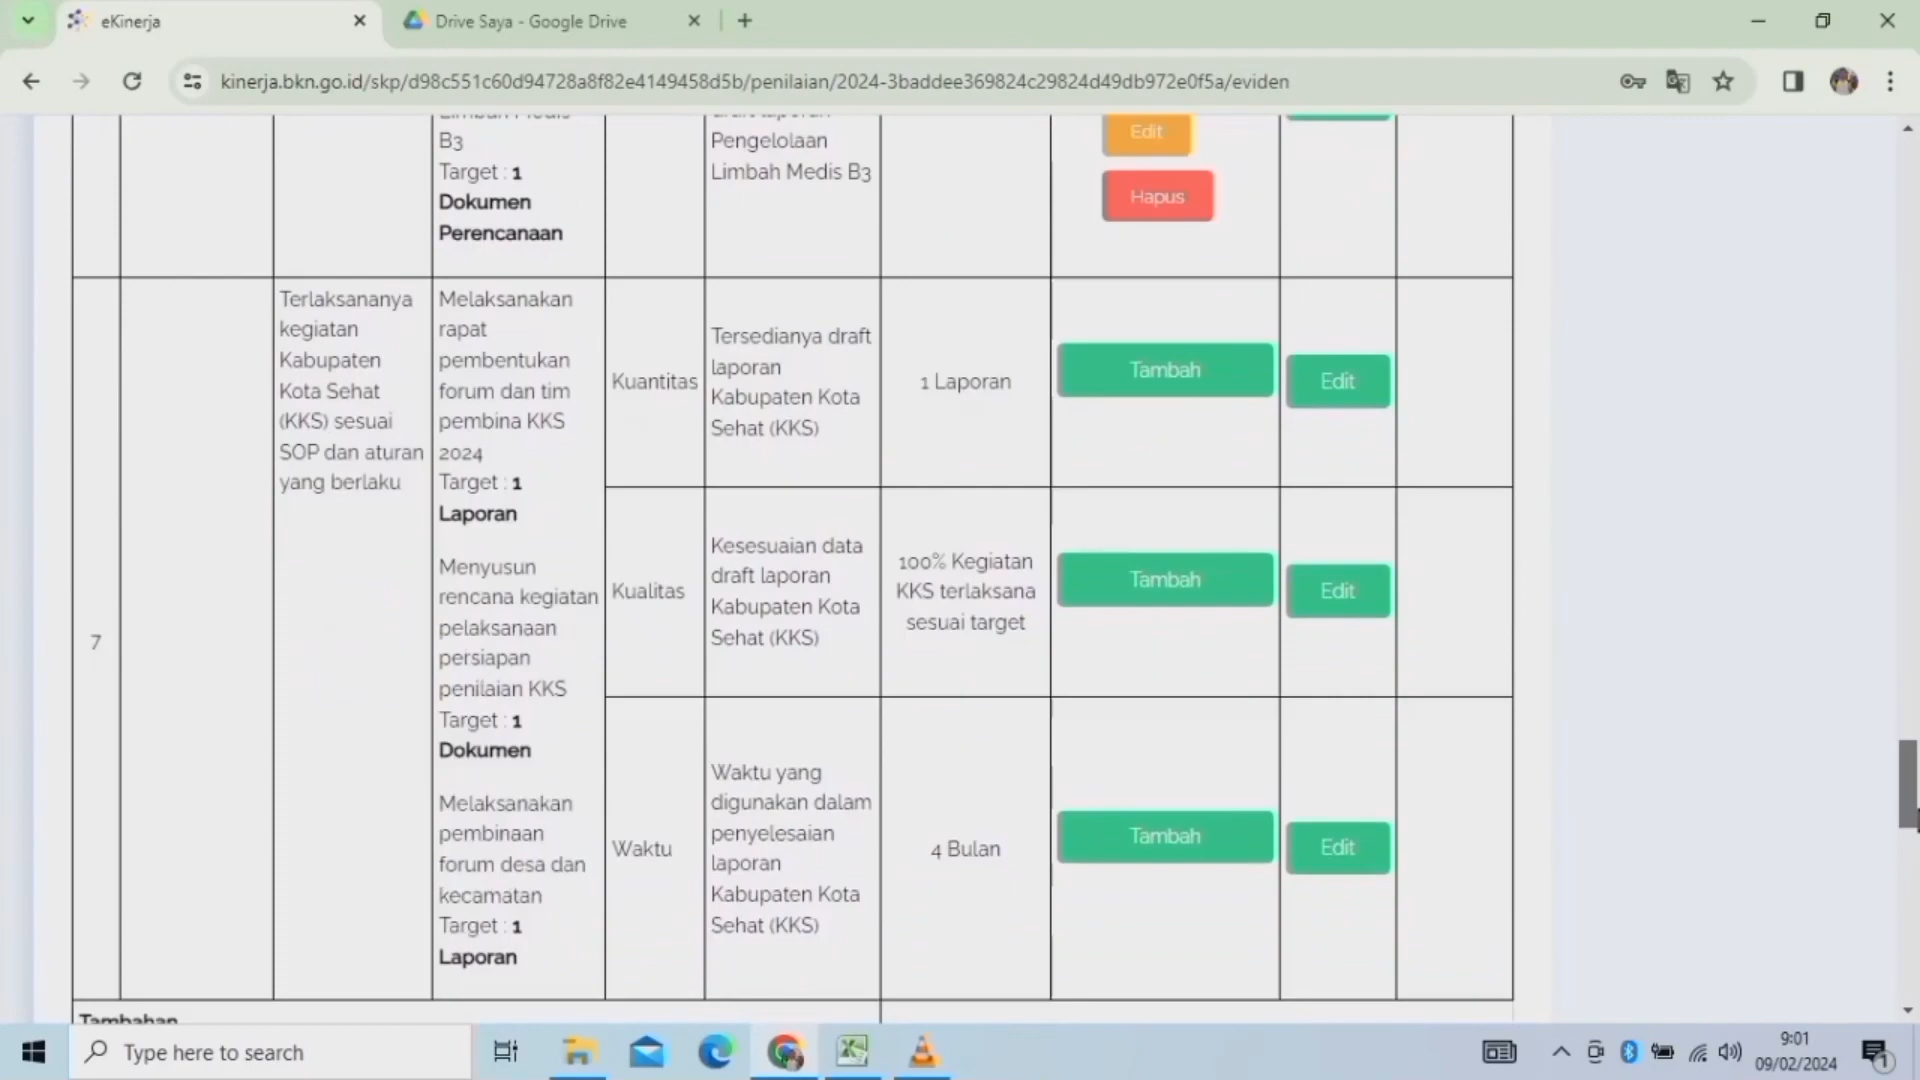 eKinerja
Drive Saya - Google Drive
kinerja.bkn.go.id/skp/d98c551c60d94728a8f82e4149458d5b/penilaian/2024-3baddee369824c29824d49db972e0f5a/eviden
Limbah Medis
B3
Target : 1
Dokumen
Perencanaan
draft laporan
Pengelolaan
Limbah Medis B3
Edit
Hapus
7
Terlaksananya
kegiatan
Kabupaten
Kota Sehat
(KKS) sesuai
SOP dan aturan
yang berlaku
Melaksanakan
rapat
pembentukan
forum dan tim
pembina KKS
2024
Target : 1
Laporan
Menyusun
rencana kegiatan
pelaksanaan
persiapan
penilaian KKS
Target : 1
Dokumen
Melaksanakan
pembinaan
forum desa dan
kecamatan
Target : 1
Laporan
Kuantitas
Tersedianya draft
laporan
Kabupaten Kota
Sehat (KKS)
1 Laporan
Tambah
Edit
Kualitas
Kesesuaian data
draft laporan
Kabupaten Kota
Sehat (KKS)
100% Kegiatan
KKS terlaksana
sesuai target
Tambah
Edit
Waktu
Waktu yang
digunakan dalam
penyelesaian
laporan
Kabupaten Kota
Sehat (KKS)
4 Bulan
Tambah
Edit
Tambahan
Type here to search
9:01
09/02/2024
1